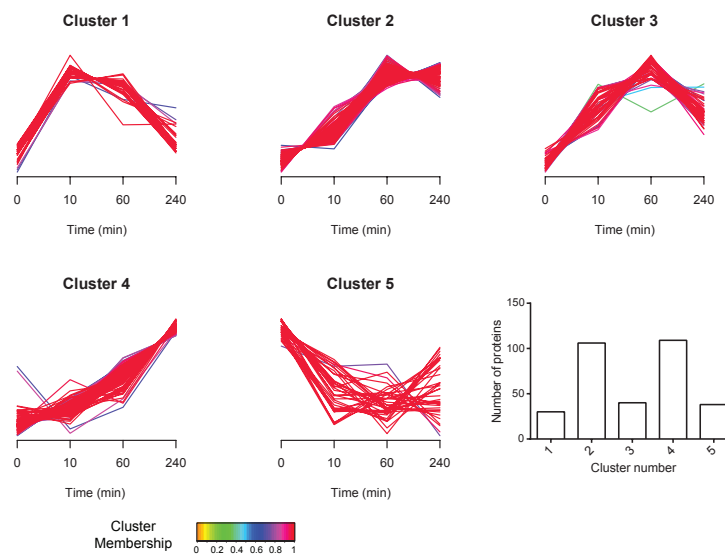 Cluster 1
Cluster 2
Cluster 3
0 10 60 240
0 10 60 240
0 10 60 240
Time (min)
Time (min)
Time (min)
Cluster 4
Cluster 5
150
100
50
0
Number of proteins
1 2 3 4 5
Cluster number
0 10 60 240
0 10 60 240
Time (min)
Time (min)
Cluster
Membership
0 0.2 0.4 0.6 0.8 1